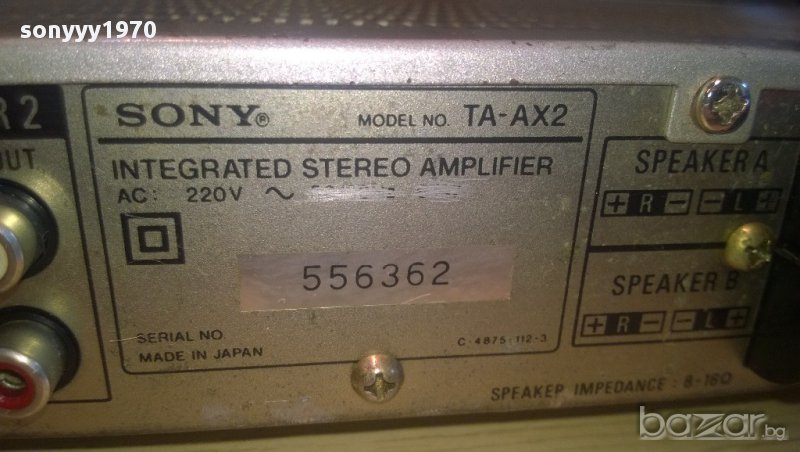 sonyyy1970
R 2
OUT
SONY® MODEL NO. TA-AX2
INTEGRATED STEREO AMPLIFIER
AC: 220V ~
556362
SERIAL NO.
MADE IN JAPAN
C-4875-112-3
SPEAKER A
+ R − − L +
SPEAKER B
+ R − − L +
SPEAKER IMPEDANCE : 8-16Ω
bazar.bg